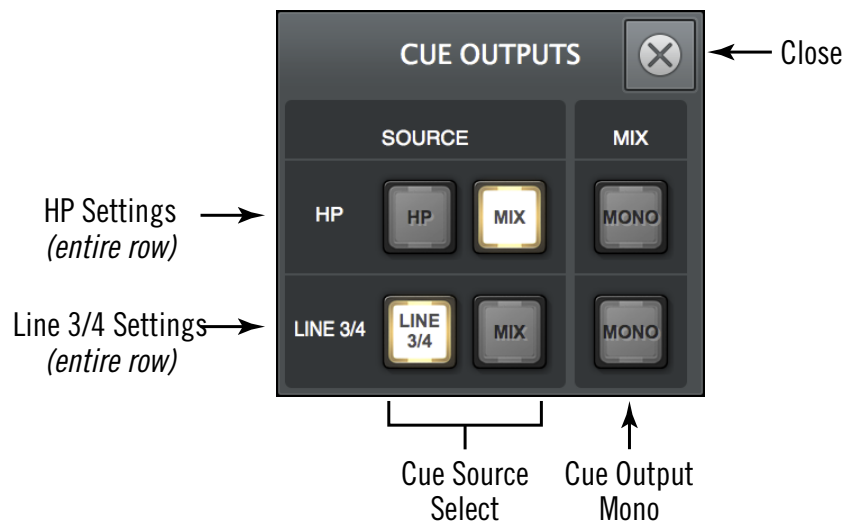 CUE OUTPUTS
Close
SOURCE
MIX
HP Settings
(entire row)
HP
HP
MIX
MONO
Line 3/4 Settings
(entire row)
LINE 3/4
LINE
3/4
MIX
MONO
Cue Source
Select
Cue Output
Mono